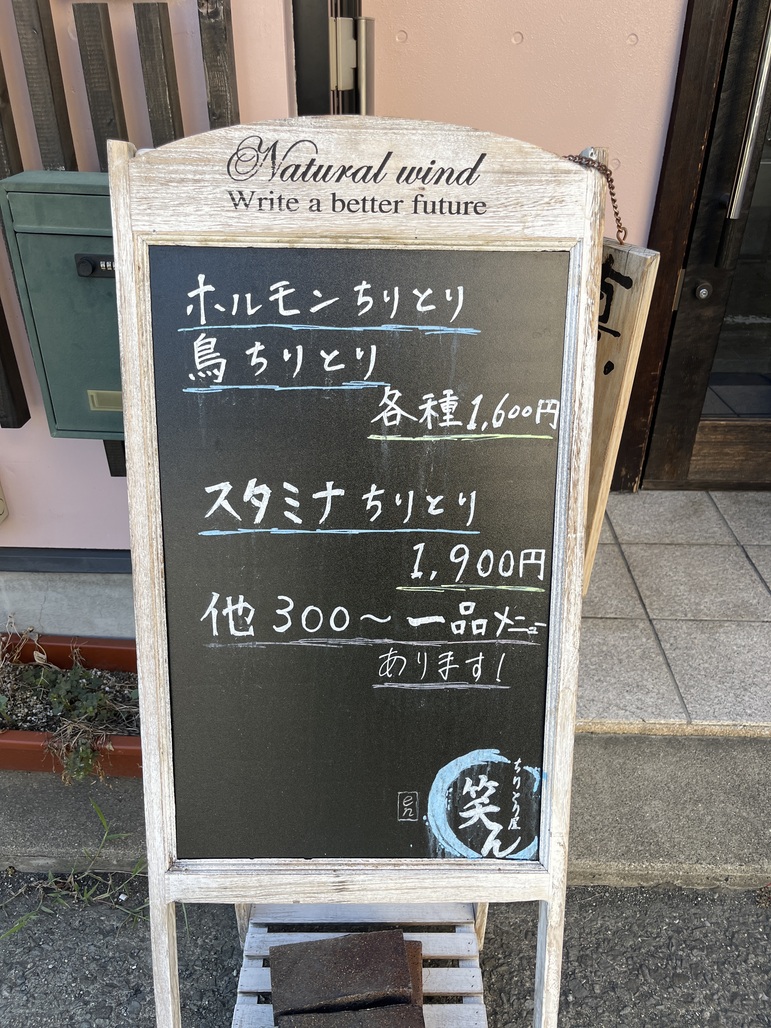 Natural wind
Write a better future
ホルモンちりとり
鳥ちりとり
各種1,600円
スタミナちりとり
1,900円
他300〜一品メニュー
あります!
ちりとり屋
笑ん
en